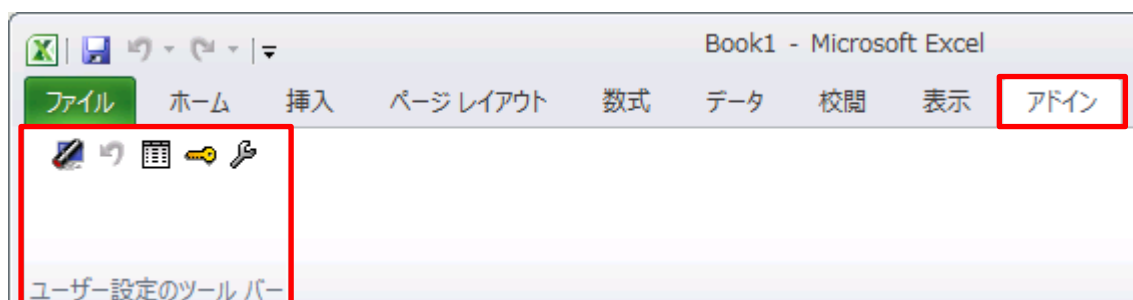 Book1 - Microsoft Excel
ファイル ホーム 挿入 ページ レイアウト 数式 データ 校閲 表示 アドイン
ユーザー設定のツール バー